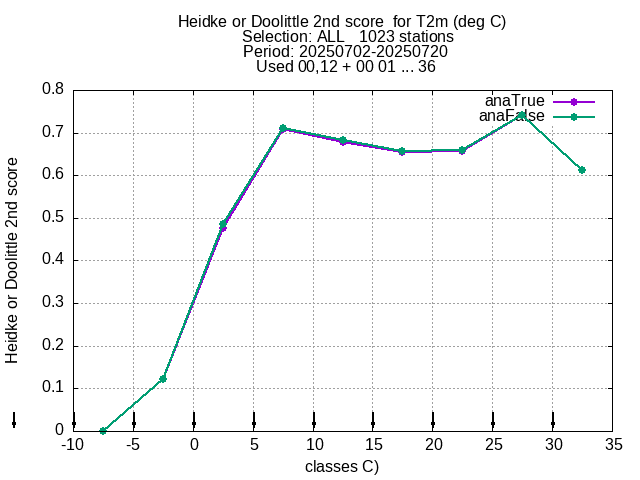 Heidke or Doolittle 2nd score  for T2m (deg C)
Selection: ALL   1023 stations
Period: 20250702-20250720
Used 00,12 + 00 01 ... 36
anaTrue
anaFalse
Heidke or Doolittle 2nd score
0.8
0.7
0.6
0.5
0.4
0.3
0.2
0.1
0
-10 -5 0 5 10 15 20 25 30 35
classes C)